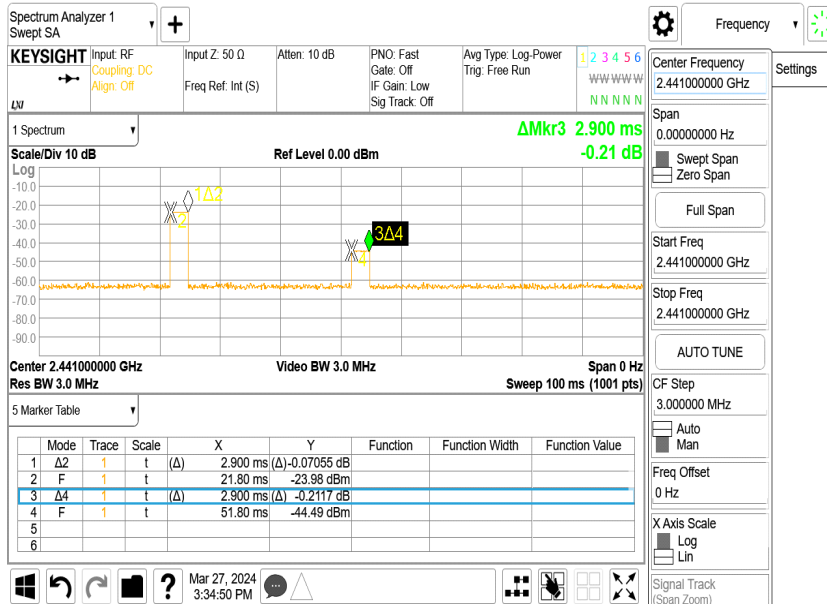 Spectrum Analyzer 1
Swept SA
Frequency
KEYSIGHT
LXI
Input: RF
Coupling: DC
Align: Off
Input Z: 50 Ω
Freq Ref: Int (S)
Atten: 10 dB
PNO: Fast
Gate: Off
IF Gain: Low
Sig Track: Off
Avg Type: Log-Power
Trig: Free Run
1 2 3 4 5 6
W W W W W
N N N N N
1 Spectrum
ΔMkr3 2.900 ms
-0.21 dB
Scale/Div 10 dB
Ref Level 0.00 dBm
Log
-10.0
-20.0
-30.0
-40.0
-50.0
-60.0
-70.0
-80.0
-90.0
1Δ2
2
3Δ4
4
Center 2.441000000 GHz
Video BW 3.0 MHz
Span 0 Hz
Res BW 3.0 MHz
Sweep 100 ms (1001 pts)
5 Marker Table
Mode Trace Scale X Y Function Function Width Function Value
1 Δ2 1 t (Δ) 2.900 ms (Δ) -0.07055 dB
2 F 1 t 21.80 ms -23.98 dBm
3 Δ4 1 t (Δ) 2.900 ms (Δ) -0.2117 dB
4 F 1 t 51.80 ms -44.49 dBm
5
6
Mar 27, 2024
3:34:50 PM
Center Frequency
2.441000000 GHz
Settings
Span
0.00000000 Hz
Swept Span
Zero Span
Full Span
Start Freq
2.441000000 GHz
Stop Freq
2.441000000 GHz
AUTO TUNE
CF Step
3.000000 MHz
Auto
Man
Freq Offset
0 Hz
X Axis Scale
Log
Lin
Signal Track
(Span Zoom)